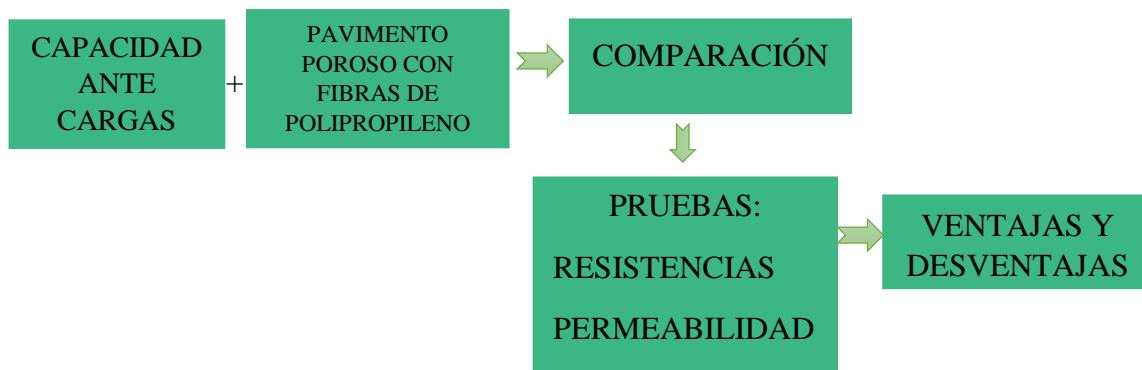 CAPACIDAD
ANTE
CARGAS
+
PAVIMENTO
POROSO CON
FIBRAS DE
POLIPROPILENO
COMPARACIÓN
PRUEBAS:
RESISTENCIAS
PERMEABILIDAD
VENTAJAS Y
DESVENTAJAS